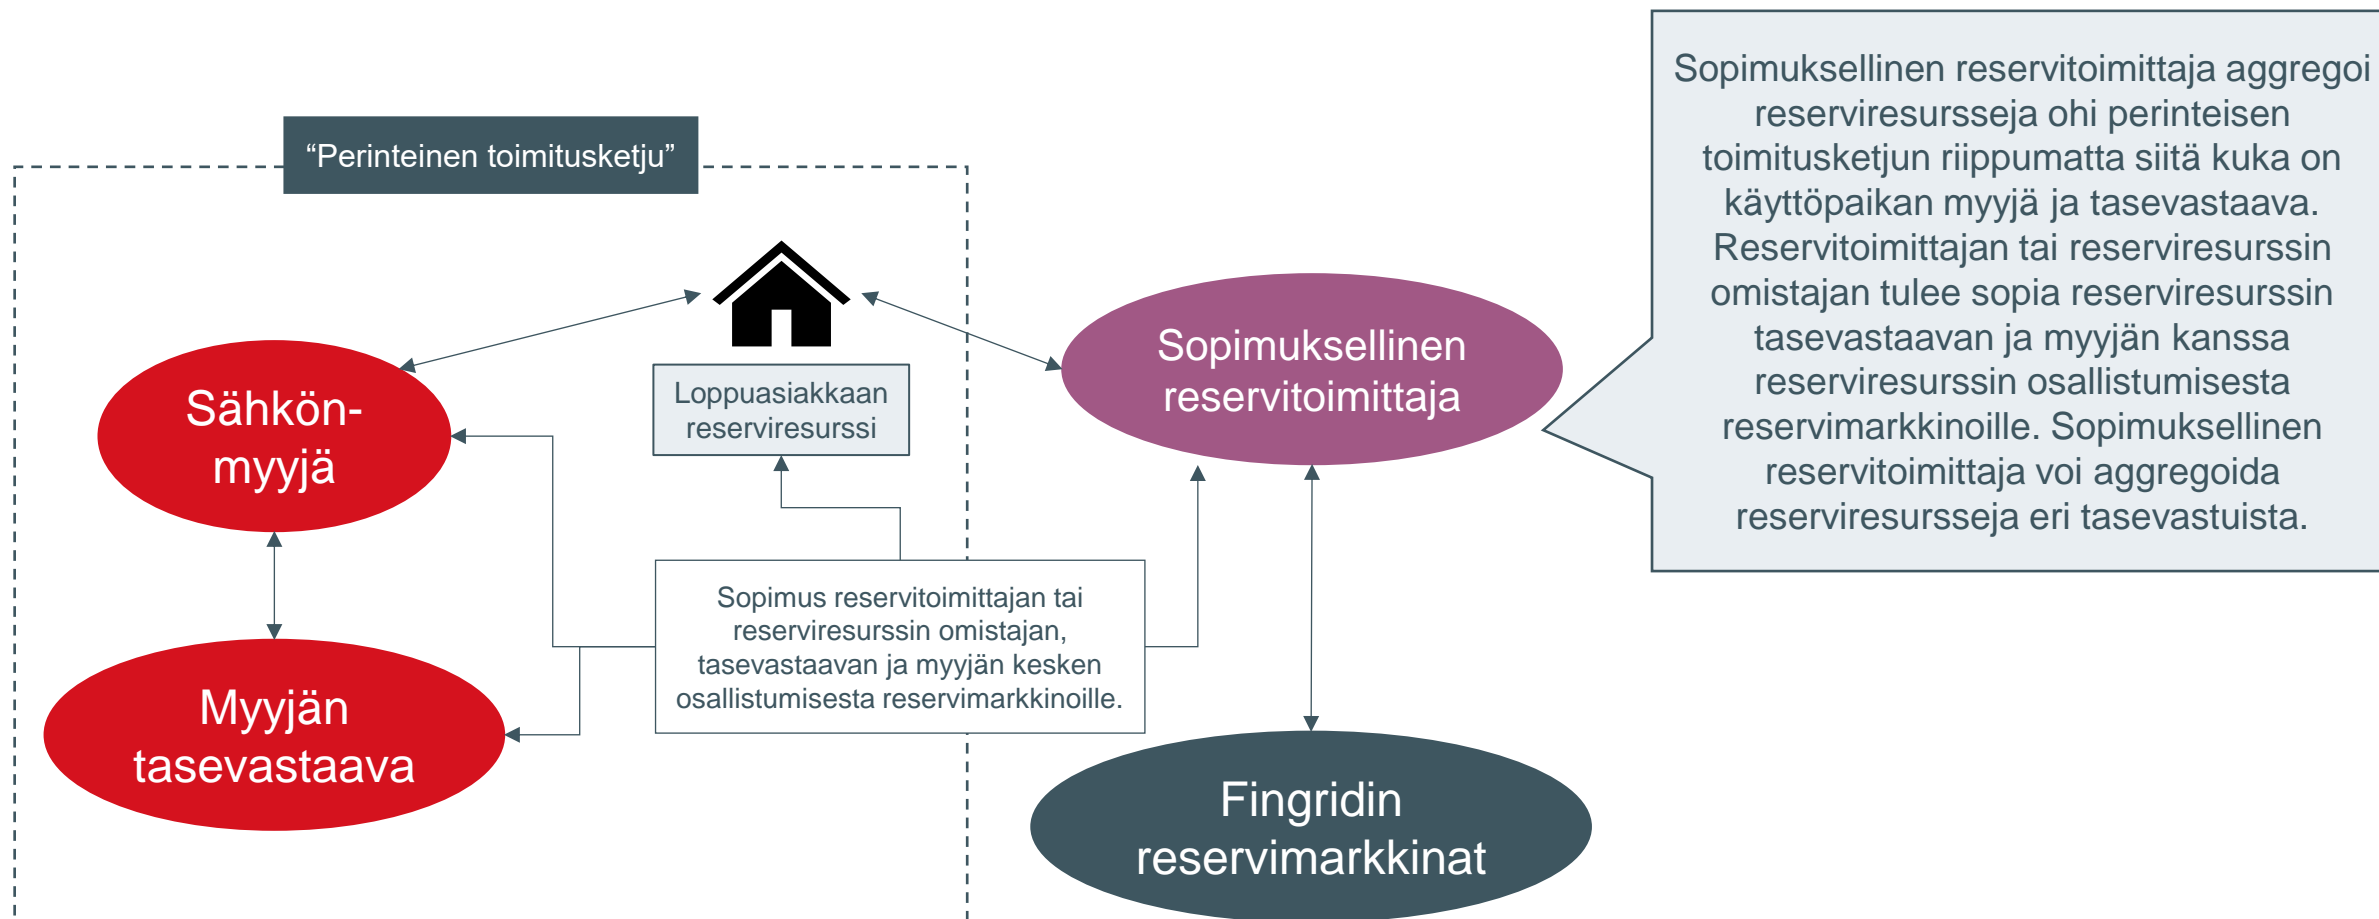 “Perinteinen toimitusketju”
Sähkön-
myyjä
Myyjän
tasevastaava
Loppuasiakkaan
reserviresurssi
Sopimus reservitoimittajan tai
reserviresurssin omistajan,
tasevastaavan ja myyjän kesken
osallistumisesta reservimarkkinoille.
Sopimuksellinen
reservitoimittaja
Fingridin
reservimarkkinat
Sopimuksellinen reservitoimittaja aggregoi
reserviresursseja ohi perinteisen
toimitusketjun riippumatta siitä kuka on
käyttöpaikan myyjä ja tasevastaava.
Reservitoimittajan tai reserviresurssin
omistajan tulee sopia reserviresurssin
tasevastaavan ja myyjän kanssa
reserviresurssin osallistumisesta
reservimarkkinoille. Sopimuksellinen
reservitoimittaja voi aggregoida
reserviresursseja eri tasevastuista.